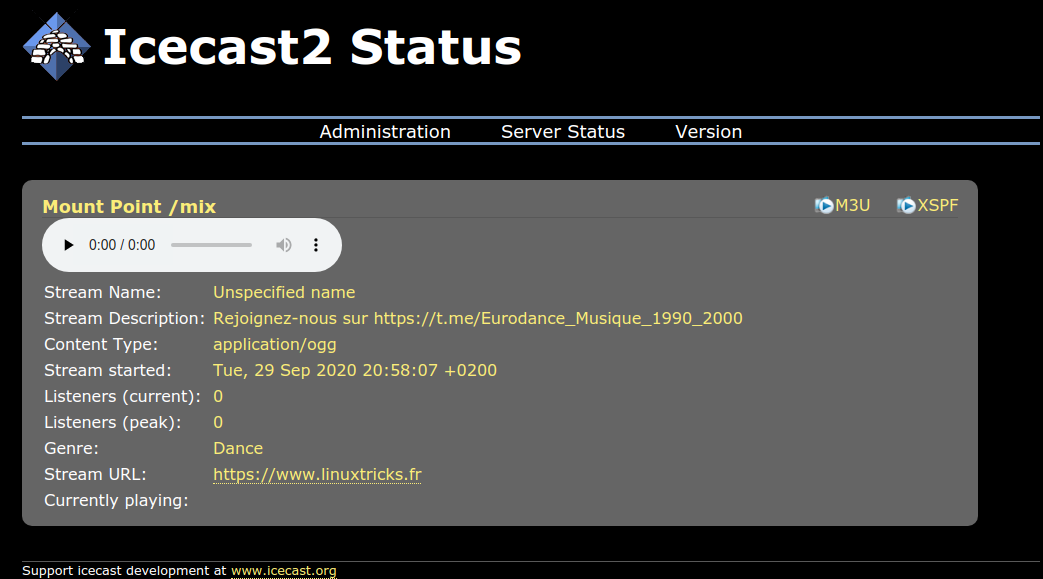 Icecast2 Status
Administration Server Status Version
Mount Point /mix M3U XSPF
0:00 / 0:00
Stream Name: Unspecified name
Stream Description: Rejoignez-nous sur https://t.me/Eurodance_Musique_1990_2000
Content Type: application/ogg
Stream started: Tue, 29 Sep 2020 20:58:07 +0200
Listeners (current): 0
Listeners (peak): 0
Genre: Dance
Stream URL: https://www.linuxtricks.fr
Currently playing:
Support icecast development at www.icecast.org